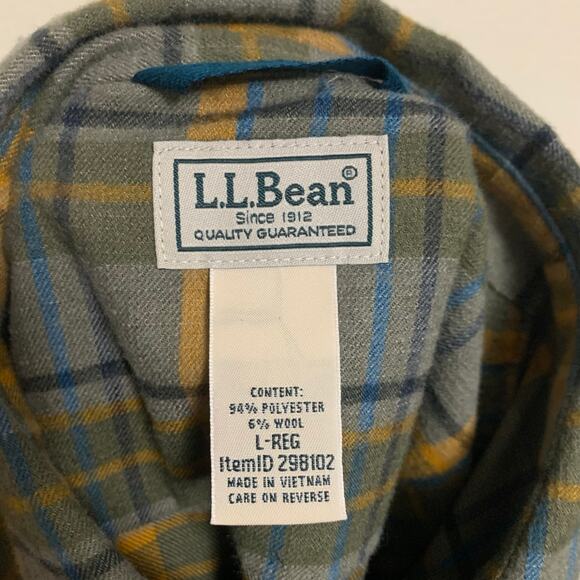 L.L.Bean®
Since 1912
QUALITY GUARANTEED
CONTENT:
94% POLYESTER
6% WOOL
L-REG
ItemID 298102
MADE IN VIETNAM
CARE ON REVERSE